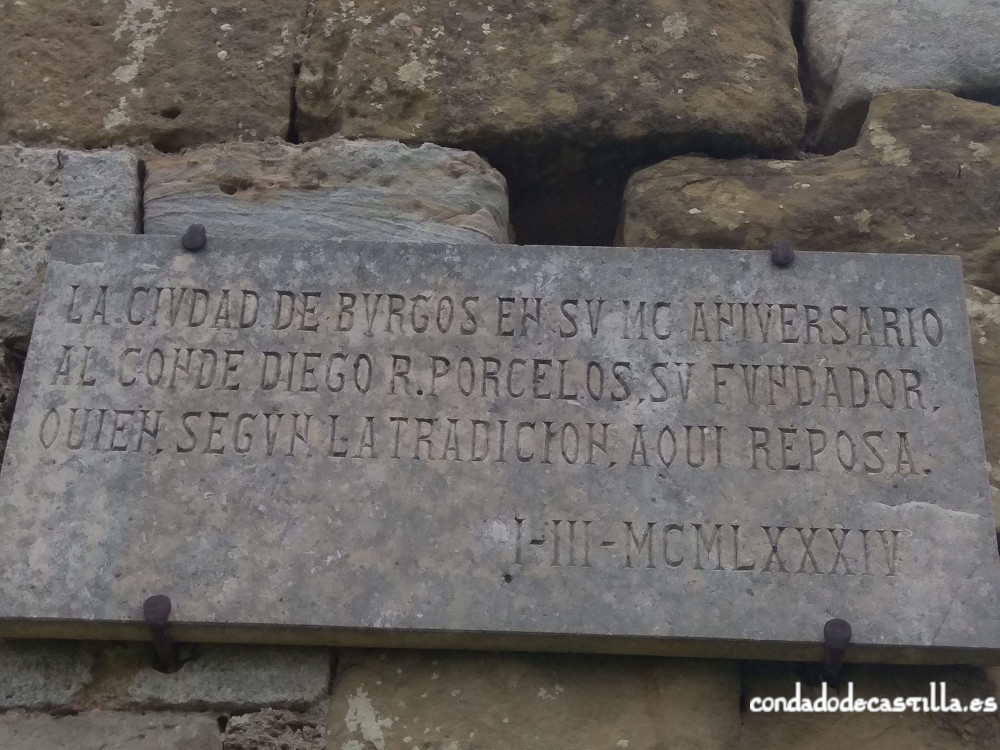 LA CIVDAD DE BVRGOS EN SV MC ANIVERSARIO
AL CONDE DIEGO R. PORCELOS, SV FVNDADOR,
QUIEN, SEGVN LA TRADICION, AQUI REPOSA.
I-III-MCMLXXXIV
condadodecastilla.es